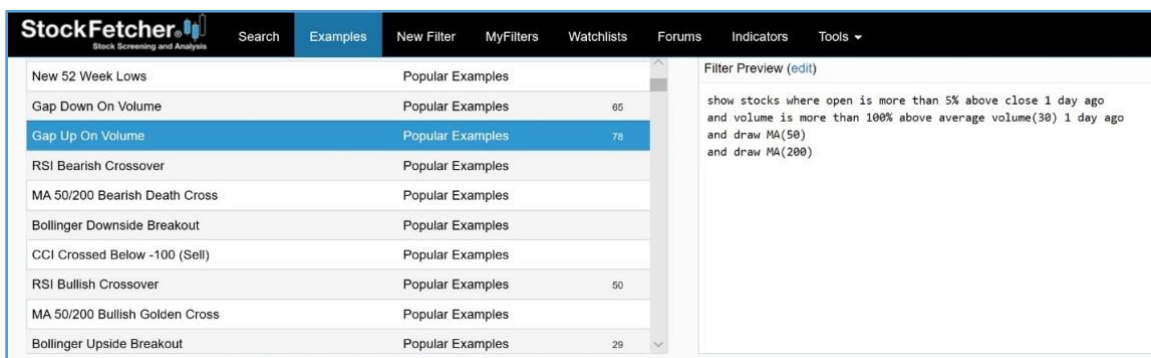 StockFetcher
Stock Screening and Analysis
Search Examples New Filter MyFilters Watchlists Forums Indicators Tools
New 52 Week Lows Popular Examples
Gap Down On Volume Popular Examples 65
Gap Up On Volume Popular Examples 78
RSI Bearish Crossover Popular Examples
MA 50/200 Bearish Death Cross Popular Examples
Bollinger Downside Breakout Popular Examples
CCI Crossed Below -100 (Sell) Popular Examples
RSI Bullish Crossover Popular Examples 50
MA 50/200 Bullish Golden Cross Popular Examples
Bollinger Upside Breakout Popular Examples 29
Filter Preview (edit)
show stocks where open is more than 5% above close 1 day ago
and volume is more than 100% above average volume(30) 1 day ago
and draw MA(50)
and draw MA(200)